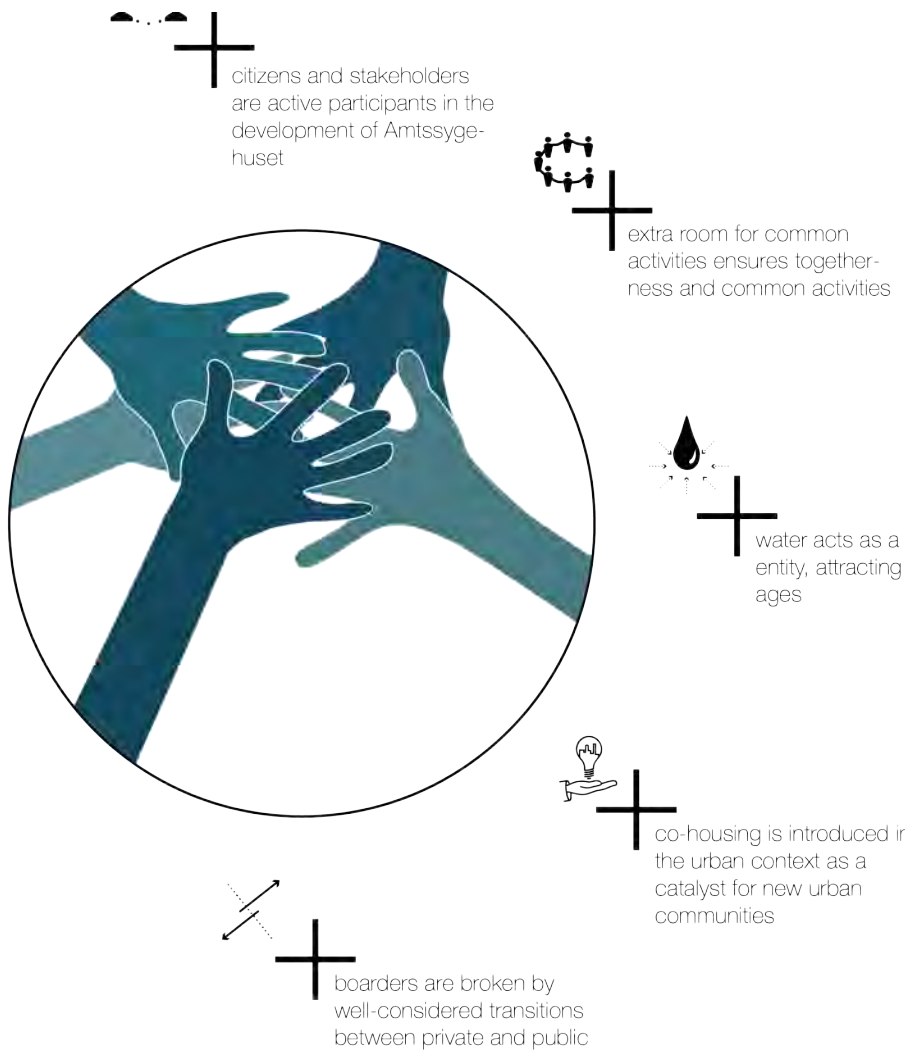 citizens and stakeholders
are active participants in the
development of Amtssyge-
huset
extra room for common
activities ensures together-
ness and common activities
water acts as a
entity, attracting
ages
co-housing is introduced
the urban context as a
catalyst for new urban
communities
boarders are broken by
well-considered transitions
between private and public